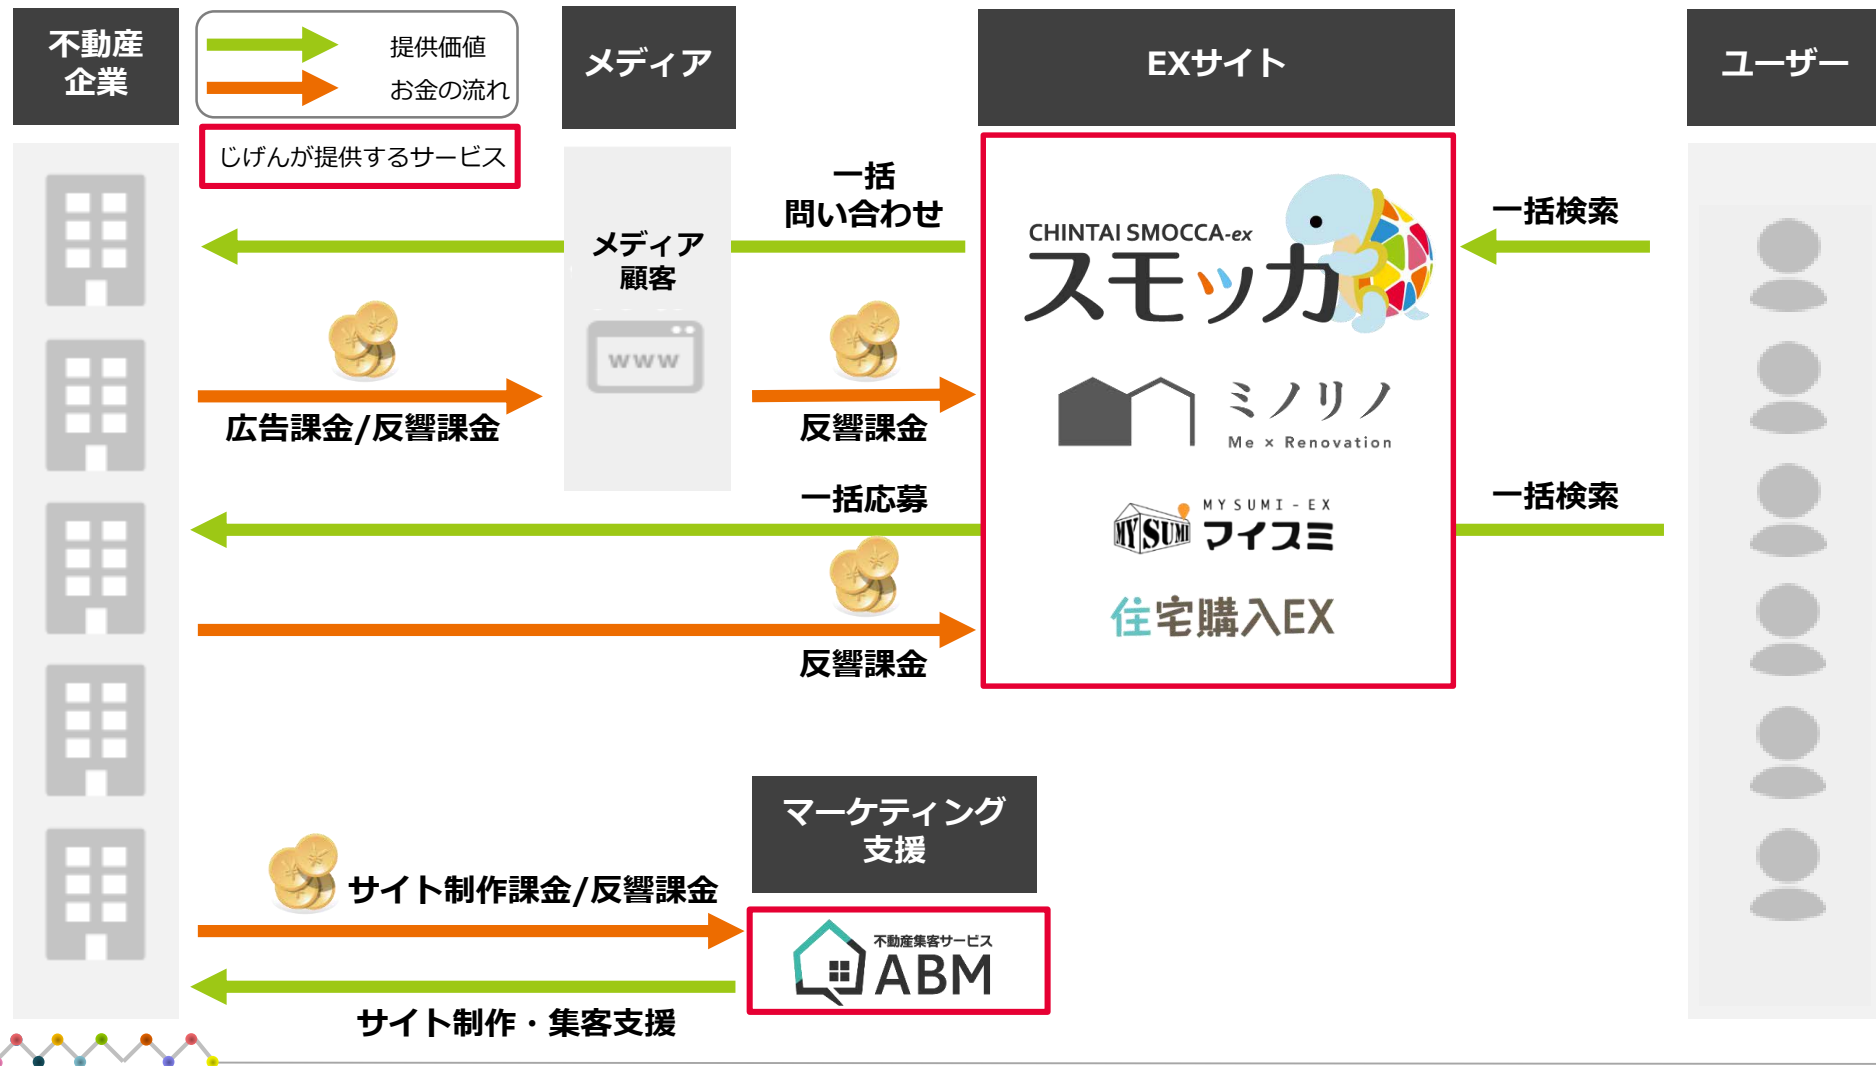 不動産
企業
提供価値
お金の流れ
じげんが提供するサービス
メディア
EXサイト
ユーザー
メディア
顧客
www
一括
問い合わせ
一括検索
CHINTAI SMOCCA-ex
スモッカ
広告課金/反響課金
反響課金
ミノリノ
Me × Renovation
一括応募
一括検索
MY SUMI
MYSUMI-EX
マイスミ
住宅購入EX
反響課金
マーケティング
支援
サイト制作課金/反響課金
不動産集客サービス
ABM
サイト制作・集客支援